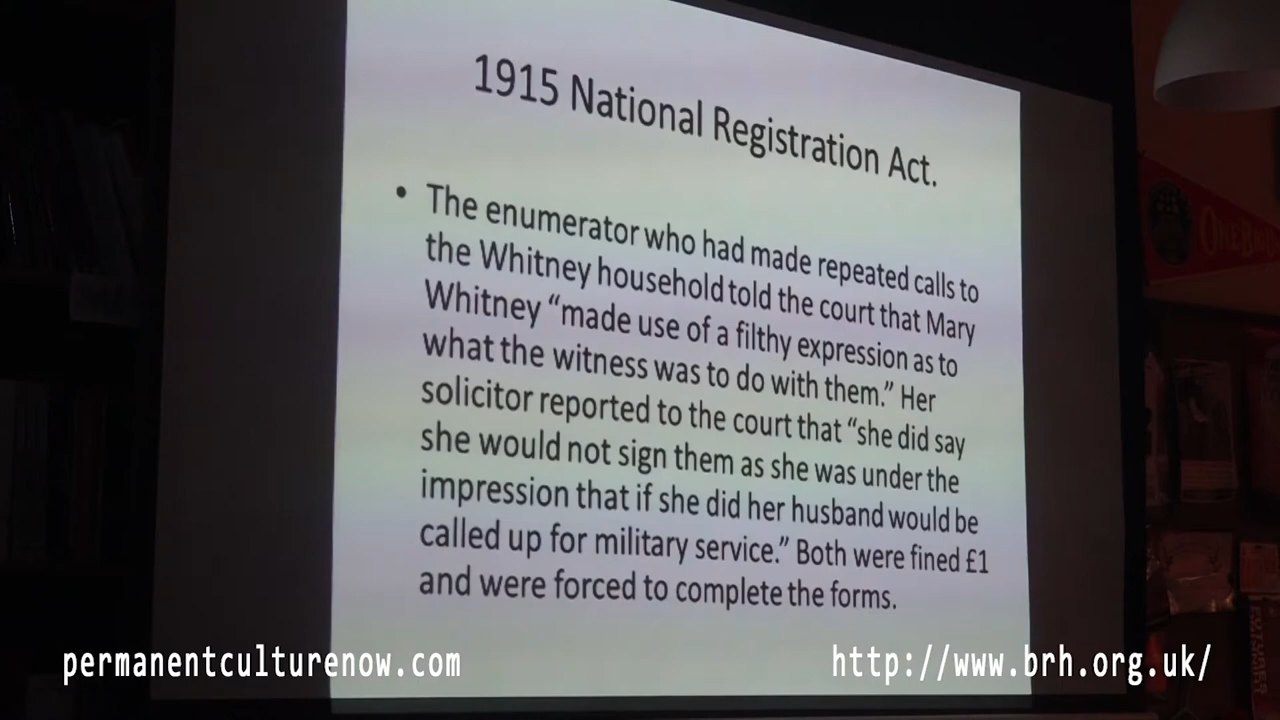 1915 National Registration Act.
• The enumerator who had made repeated calls to
the Whitney household told the court that Mary
Whitney “made use of a filthy expression as to
what the witness was to do with them.” Her
solicitor reported to the court that “she did say
she would not sign them as she was under the
impression that if she did her husband would be
called up for military service.” Both were fined £1
and were forced to complete the forms.
permanentculturenow.com
http://www.brh.org.uk/